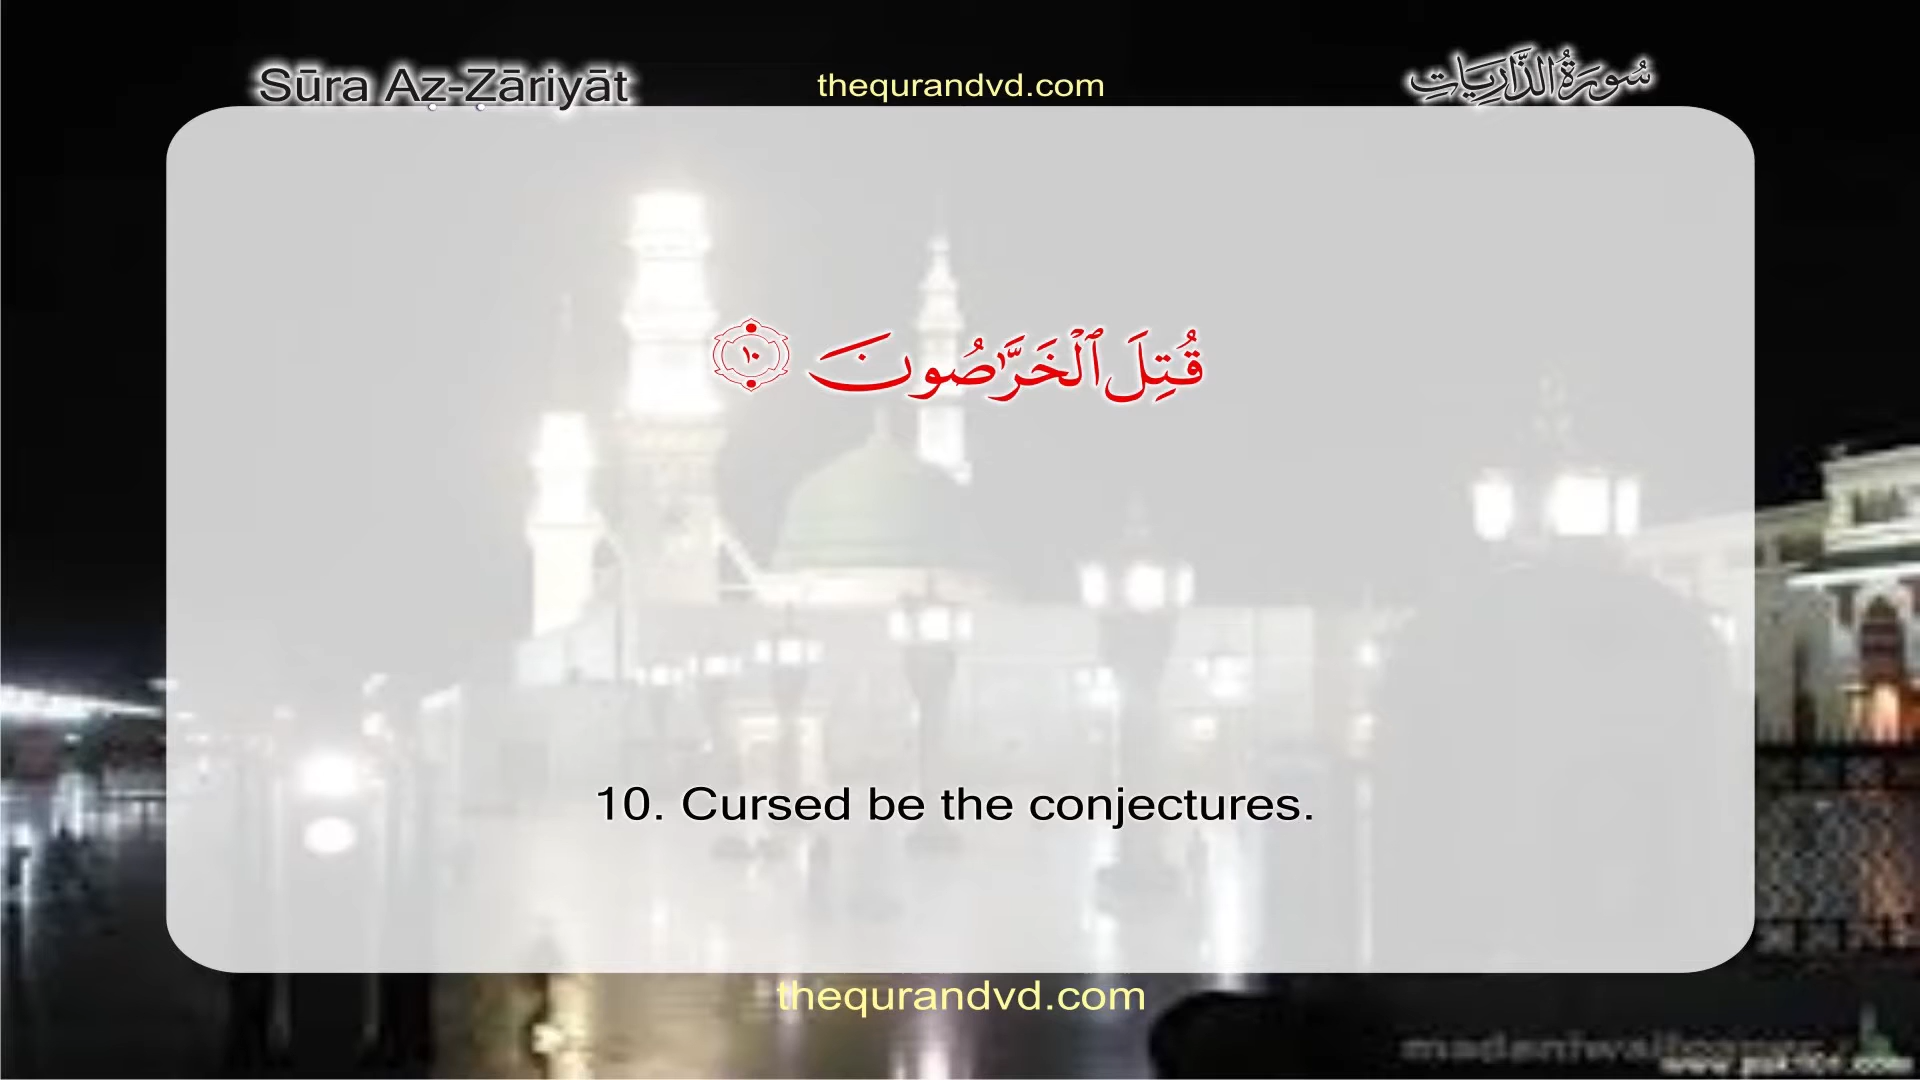 Sūra Aẓ-Ẓāriyāt
thequrandvd.com
سُورَةُ الذَّارِيَاتِ
قُتِلَ ٱلْخَرَّٰصُونَ ١٠
10. Cursed be the conjectures.
thequrandvd.com